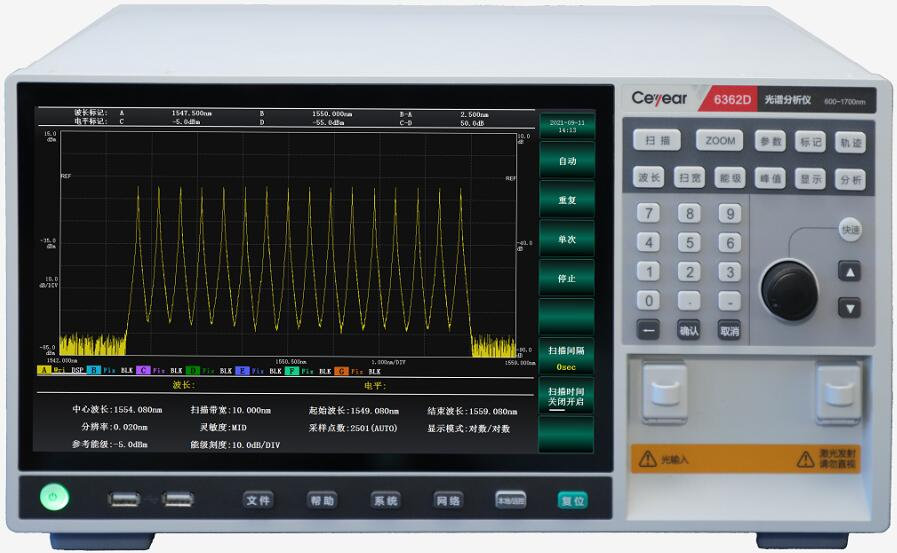 Ceyear 6362D 光谱分析仪 600-1700nm
波长标记: A 1547.500nm B 1550.000nm B-A 2.500nm
电平标记: C -5.0dBm D -55.0dBm C-D 50.0dB
2021-09-11
14:13
15.0
dBm
10.0
dB
REF
REF
-35.0
dBm
-40.0
dB
10.0
dB/DIV
-85.0
dBm
-90.0
dB
1542.000nm 1550.500nm 1.000nm/DIV 1559.000nm
A Wri DSP B Fix BLK C Fix BLK D Fix BLK E Fix BLK F Fix BLK G Fix BLK
波长: 电平:
中心波长:1554.080nm 扫描带宽:10.000nm 起始波长:1549.080nm 结束波长:1559.080nm
分辨率:0.020nm 灵敏度:MID 采样点数:2501(AUTO) 显示模式:对数/对数
参考能级:-5.0dBm 能级刻度:10.0dB/DIV
自动
重复
单次
停止
扫描间隔
0sec
扫描时间
关闭开启
扫描 ZOOM 参数 标记 轨迹
波长 扫宽 能级 峰值 显示 分析
7 8 9
快速
4 5 6
1 2 3
0 . -
← 确认 取消
▲
▼
光输入
激光发射
请勿直视
文件 帮助 系统 网络 本地/远控 复位